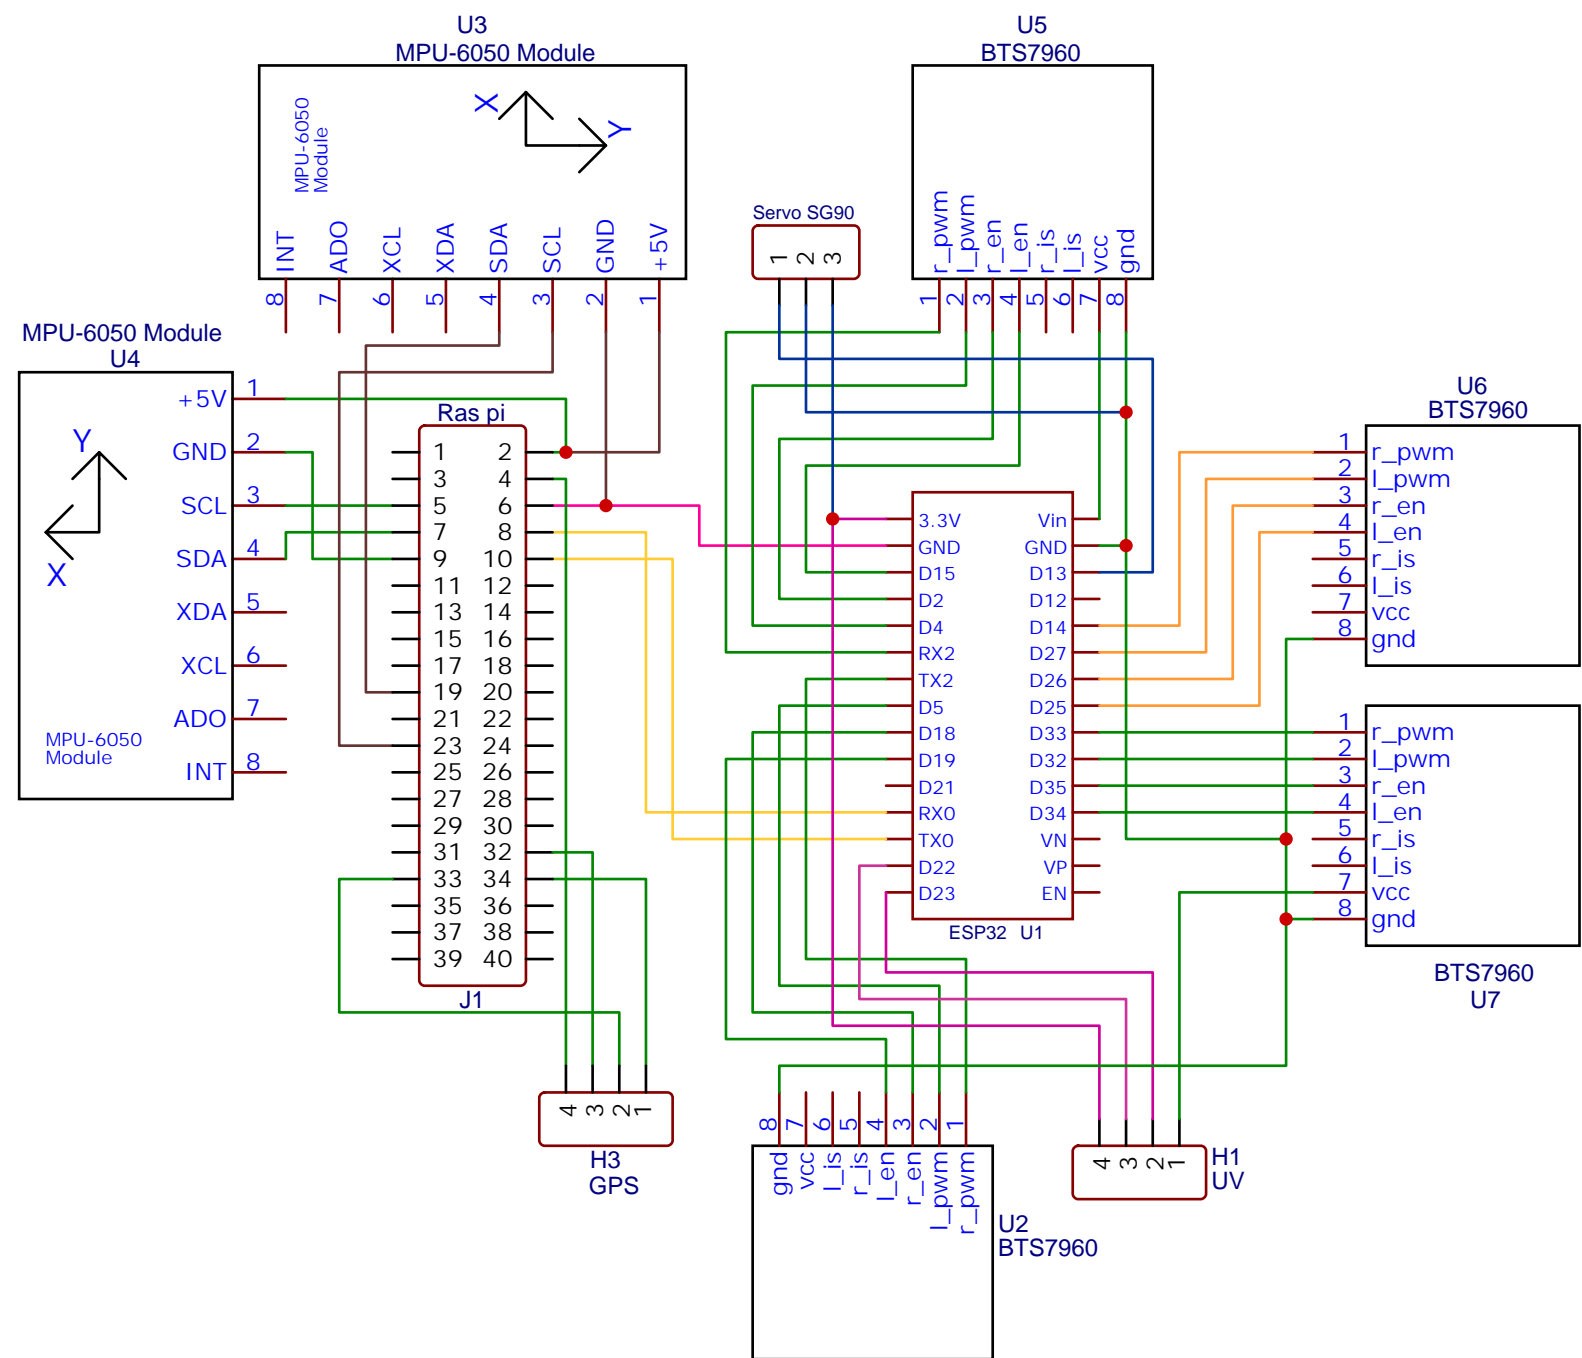 U3
MPU-6050 Module
MPU-6050
Module
X
Y
INT
ADO
XCL
XDA
SDA
SCL
GND
+5V
8
7
6
5
4
3
2
1
U5
BTS7960
r_pwm
l_pwm
r_en
l_en
r_is
l_is
vcc
gnd
1
2
3
4
5
6
7
8
Servo SG90
1
2
3
MPU-6050 Module
U4
Y
X
+5V 1
GND 2
SCL 3
SDA 4
XDA 5
XCL 6
ADO 7
INT 8
MPU-6050
Module
Ras pi
1 2
3 4
5 6
7 8
9 10
11 12
13 14
15 16
17 18
19 20
21 22
23 24
25 26
27 28
29 30
31 32
33 34
35 36
37 38
39 40
J1
3.3V Vin
GND GND
D15 D13
D2 D12
D4 D14
RX2 D27
TX2 D26
D5 D25
D18 D33
D19 D32
D21 D35
RX0 D34
TX0 VN
D22 VP
D23 EN
ESP32 U1
U6
BTS7960
1 r_pwm
2 l_pwm
3 r_en
4 l_en
5 r_is
6 l_is
7 vcc
8 gnd
1 r_pwm
2 l_pwm
3 r_en
4 l_en
5 r_is
6 l_is
7 vcc
8 gnd
BTS7960
U7
4
3
2
1
H3
GPS
8
7
6
5
4
3
2
1
gnd
vcc
l_is
r_is
l_en
r_en
l_pwm
r_pwm
U2
BTS7960
4
3
2
1
H1
UV